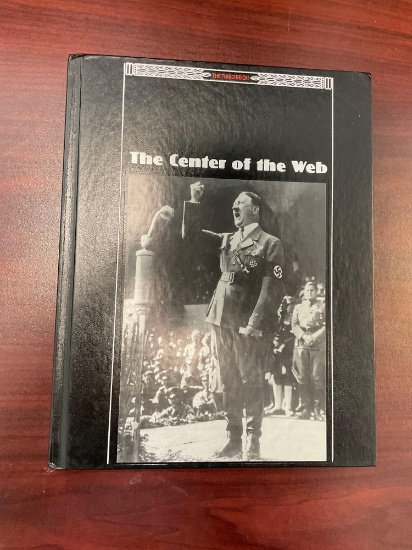 THE THIRD REICH
The Center of the Web